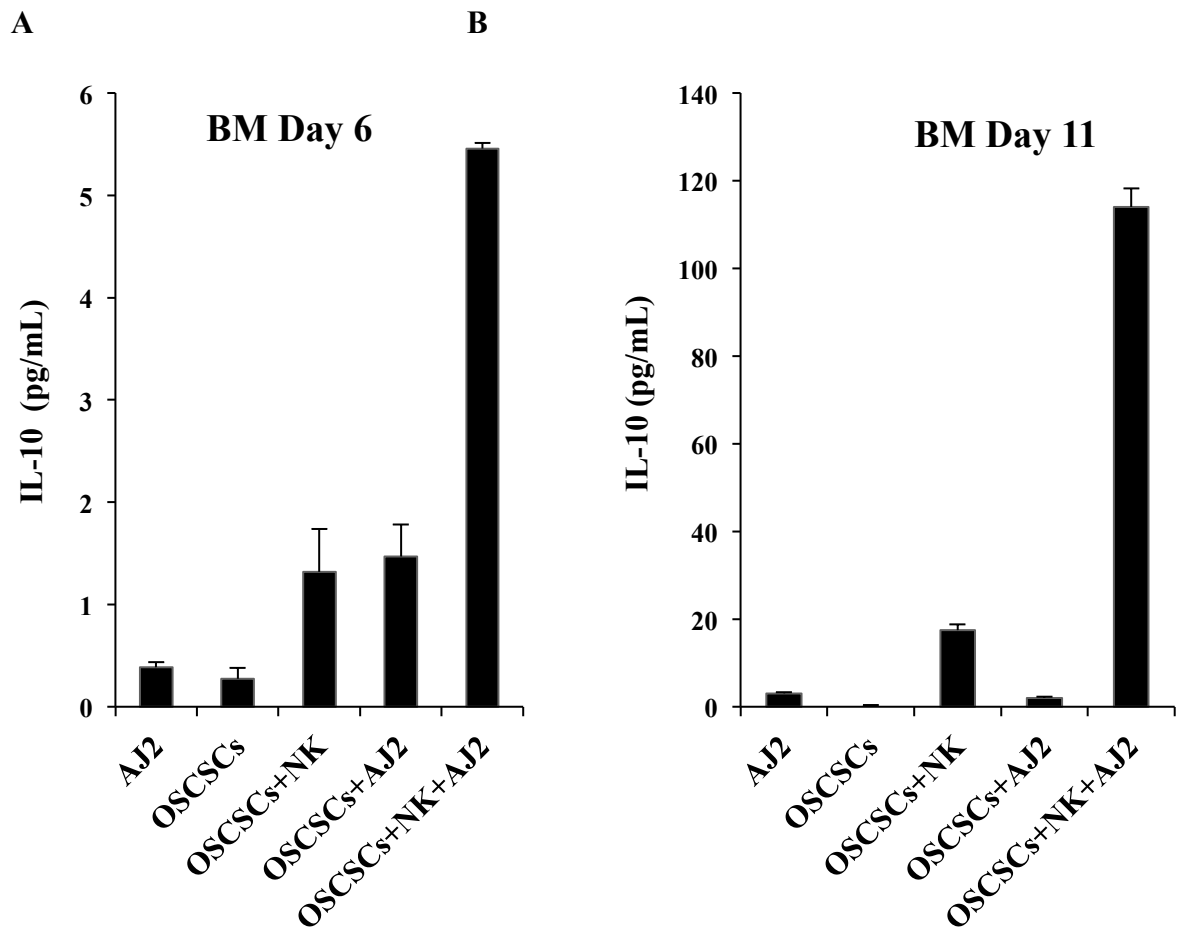 A
B
BM Day 6
IL-10 (pg/mL)
6
5
4
3
2
1
0
AJ2
OSCSCs
OSCSCs+NK
OSCSCs+AJ2
OSCSCs+NK+AJ2
BM Day 11
IL-10 (pg/mL)
140
120
100
80
60
40
20
0
AJ2
OSCSCs
OSCSCs+NK
OSCSCs+AJ2
OSCSCs+NK+AJ2